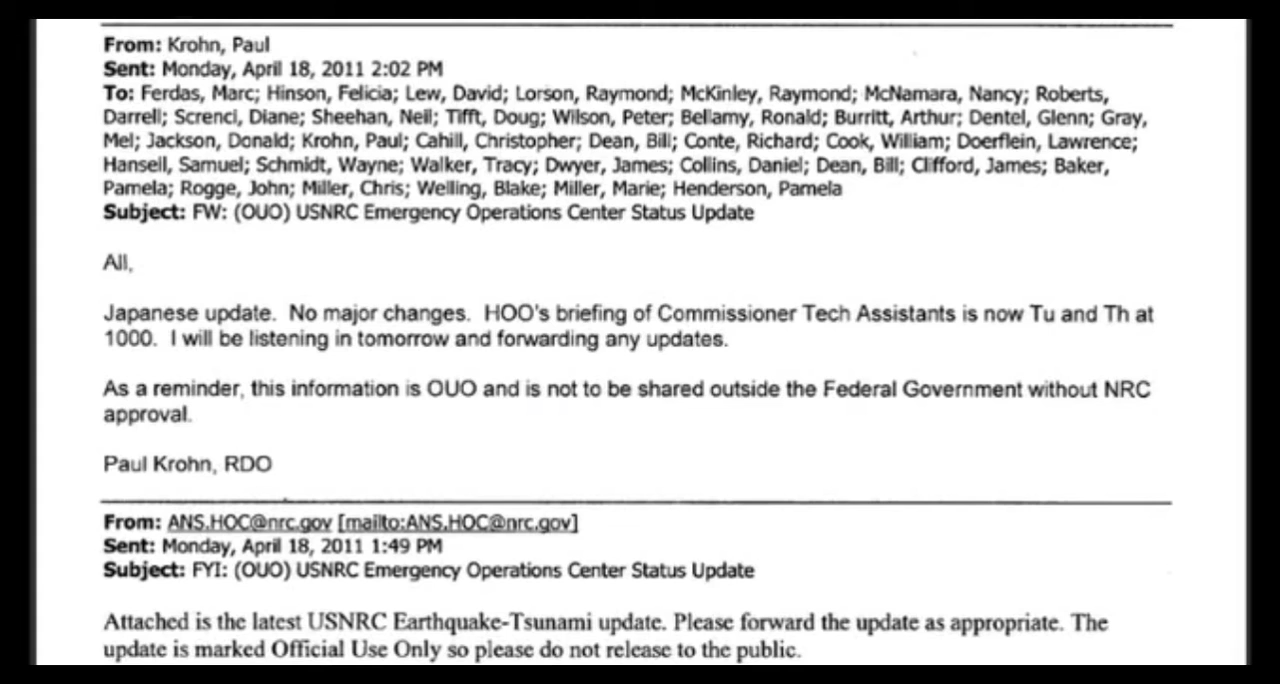 From: Krohn, Paul
Sent: Monday, April 18, 2011 2:02 PM
To: Ferdas, Marc; Hinson, Felicia; Lew, David; Lorson, Raymond; McKinley, Raymond; McNamara, Nancy; Roberts,
Darrell; Screnci, Diane; Sheehan, Neil; Tifft, Doug; Wilson, Peter; Bellamy, Ronald; Burritt, Arthur; Dentel, Glenn; Gray,
Mel; Jackson, Donald; Krohn, Paul; Cahill, Christopher; Dean, Bill; Conte, Richard; Cook, William; Doerflein, Lawrence;
Hansell, Samuel; Schmidt, Wayne; Walker, Tracy; Dwyer, James; Collins, Daniel; Dean, Bill; Clifford, James; Baker,
Pamela; Rogge, John; Miller, Chris; Welling, Blake; Miller, Marie; Henderson, Pamela
Subject: FW: (OUO) USNRC Emergency Operations Center Status Update
All,
Japanese update. No major changes. HOO's briefing of Commissioner Tech Assistants is now Tu and Th at
1000. I will be listening in tomorrow and forwarding any updates.
As a reminder, this information is OUO and is not to be shared outside the Federal Government without NRC
approval.
Paul Krohn, RDO
From: ANS.HOC@nrc.gov [mailto:ANS.HOC@nrc.gov]
Sent: Monday, April 18, 2011 1:49 PM
Subject: FYI: (OUO) USNRC Emergency Operations Center Status Update
Attached is the latest USNRC Earthquake-Tsunami update. Please forward the update as appropriate. The
update is marked Official Use Only so please do not release to the public.